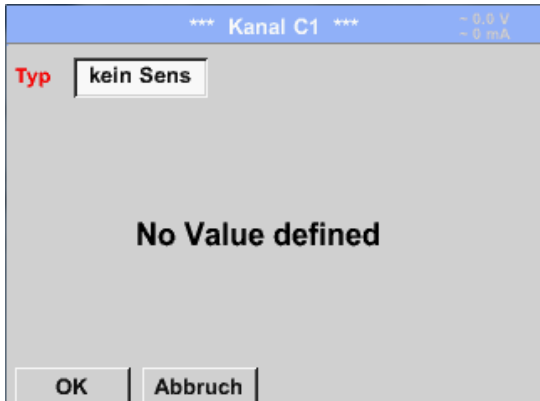 *** Kanal C1 ***
~ 0.0 V
~ 0 mA
Typ kein Sens
No Value defined
OK Abbruch